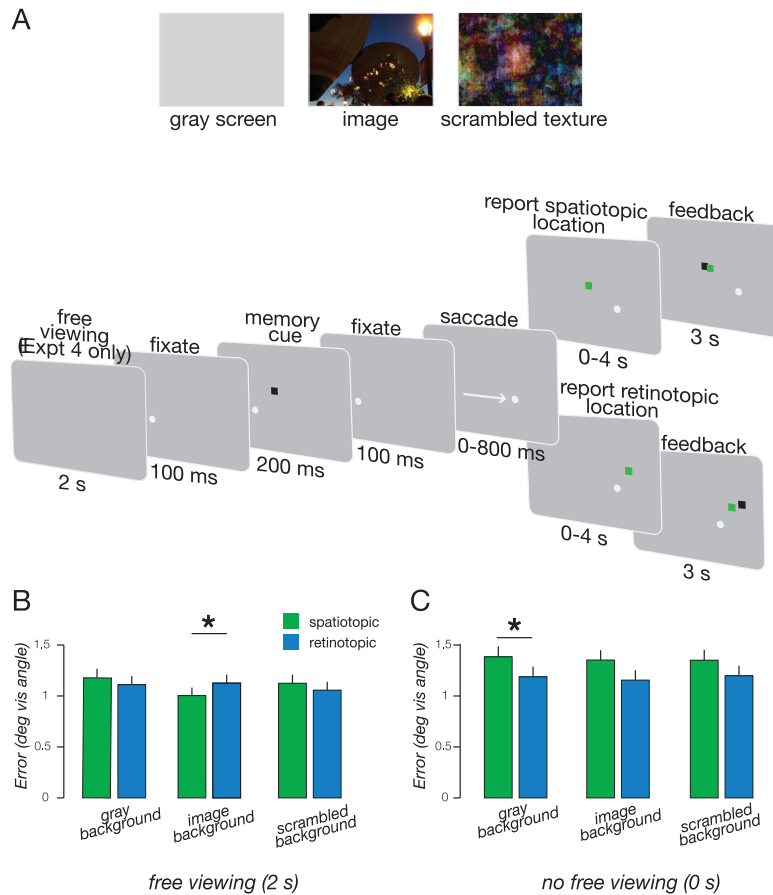 A
gray screen
image
scrambled texture
report spatiotopic
location
feedback
free
viewing
(Expt 4 only)
fixate
memory
cue
fixate
saccade
0-4 s
3 s
report retinotopic
location
feedback
2 s
100 ms
200 ms
100 ms
0-800 ms
0-4 s
3 s
B
*
spatiotopic
retinotopic
Error (deg vis angle)
1.5
1
0.5
0
gray
background
image
background
scrambled
background
free viewing (2 s)
C
*
Error (deg vis angle)
1.5
1
0.5
0
gray
background
image
background
scrambled
background
no free viewing (0 s)